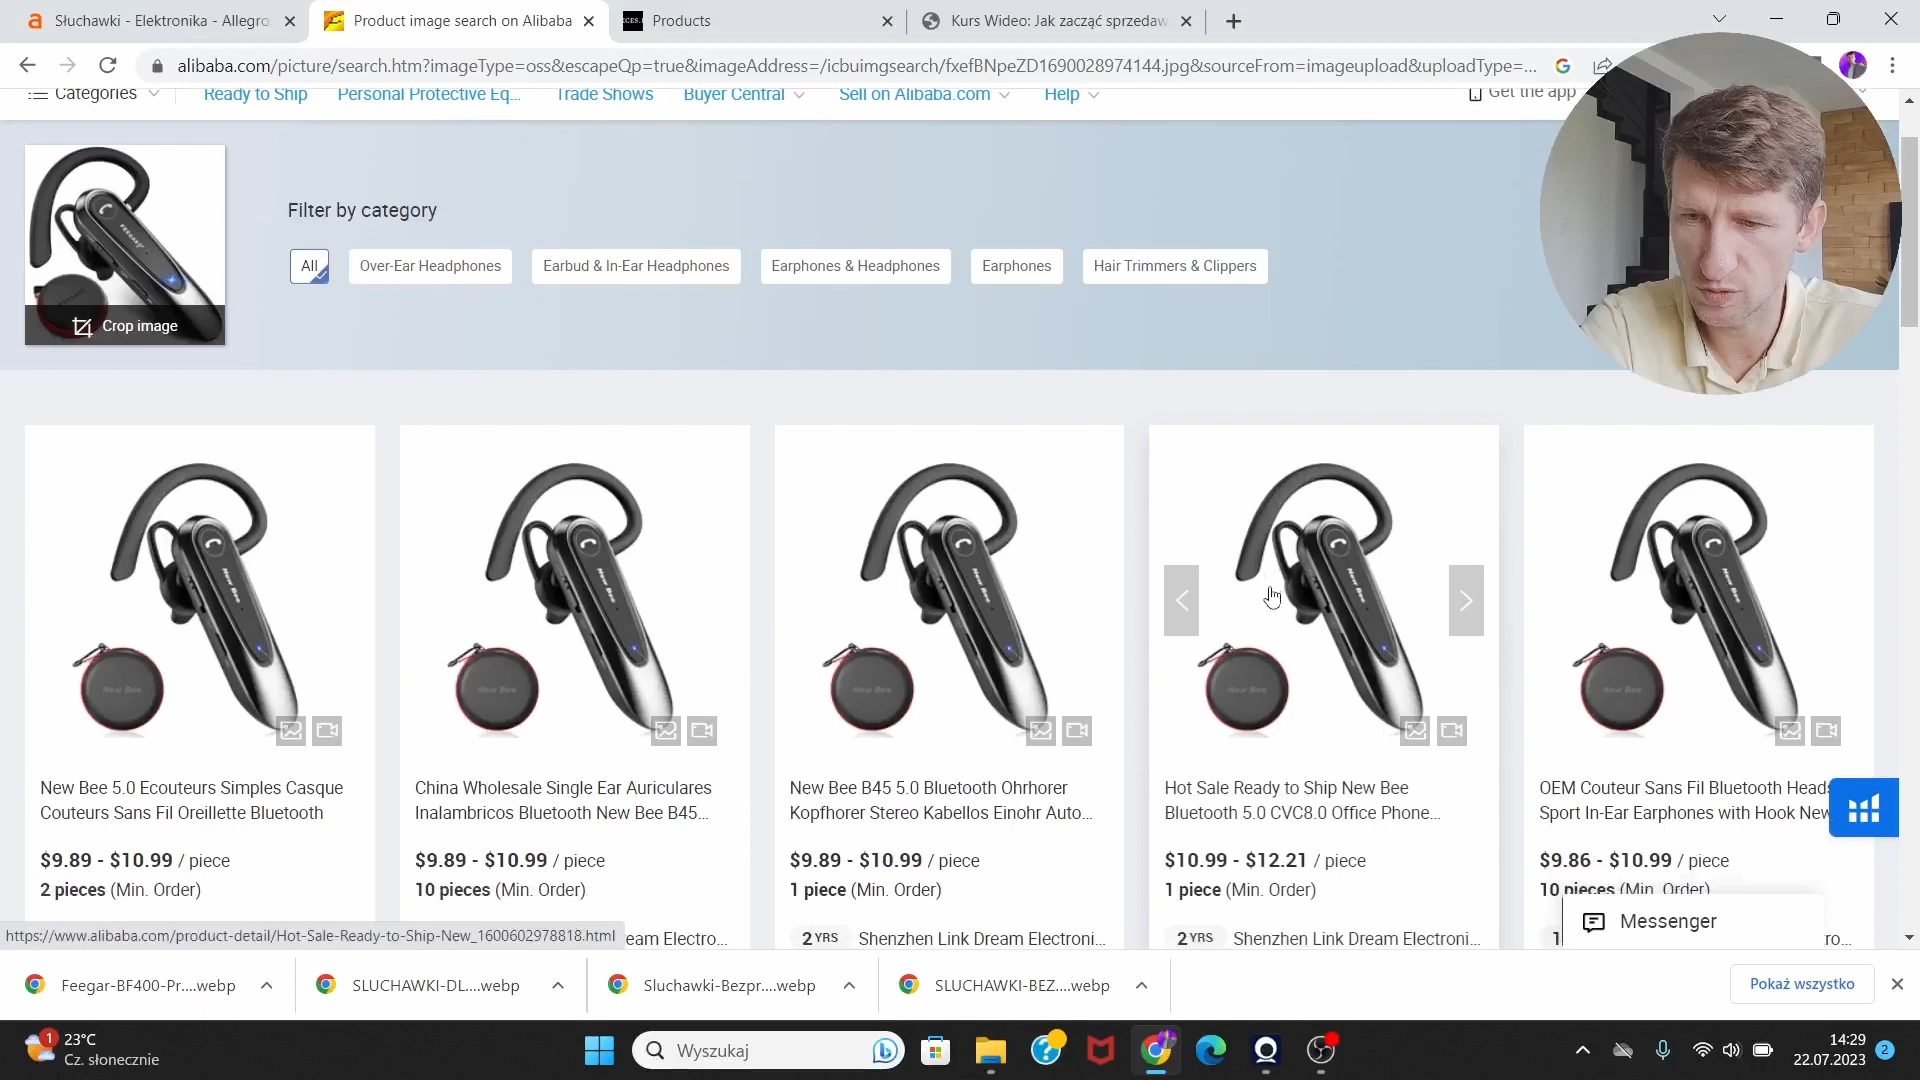 Słuchawki - Elektronika - Allegro.
Product image search on Alibaba
Products
Kurs Wideo: Jak zacząć sprzedaw
alibaba.com/picture/search.htm?imageType=oss&escapeQp=true&imageAddress=/icbuimgsearch/fxefBNpeZD1690028974144.jpg&sourceFrom=imageupload&uploadType=...
Categories
Ready to Ship
Personal Protective Eq...
Trade Shows
Buyer Central
Sell on Alibaba.com
Help
Get the app
Filter by category
All
Over-Ear Headphones
Earbud & In-Ear Headphones
Earphones & Headphones
Earphones
Hair Trimmers & Clippers
Crop image
New Bee 5.0 Ecouteurs Simples Casque
Couteurs Sans Fil Oreillette Bluetooth
$9.89 - $10.99 / piece
2 pieces (Min. Order)
China Wholesale Single Ear Auriculares
Inalambricos Bluetooth New Bee B45...
$9.89 - $10.99 / piece
10 pieces (Min. Order)
eam Electro...
New Bee B45 5.0 Bluetooth Ohrhorer
Kopfhorer Stereo Kabellos Einohr Auto...
$9.89 - $10.99 / piece
1 piece (Min. Order)
2 YRS Shenzhen Link Dream Electroni...
Hot Sale Ready to Ship New Bee
Bluetooth 5.0 CVC8.0 Office Phone...
$10.99 - $12.21 / piece
1 piece (Min. Order)
2 YRS Shenzhen Link Dream Electroni...
OEM Couteur Sans Fil Bluetooth Heads
Sport In-Ear Earphones with Hook New
$9.86 - $10.99 / piece
10 pieces (Min. Order)
ro...
Messenger
https://www.alibaba.com/product-detail/Hot-Sale-Ready-to-Ship-New_1600602978818.html
Feegar-BF400-Pr....webp
SLUCHAWKI-DL....webp
Sluchawki-Bezpr....webp
SLUCHAWKI-BEZ....webp
Pokaż wszystko
1
23°C
Cz. słonecznie
Wyszukaj
14:29
22.07.2023
2